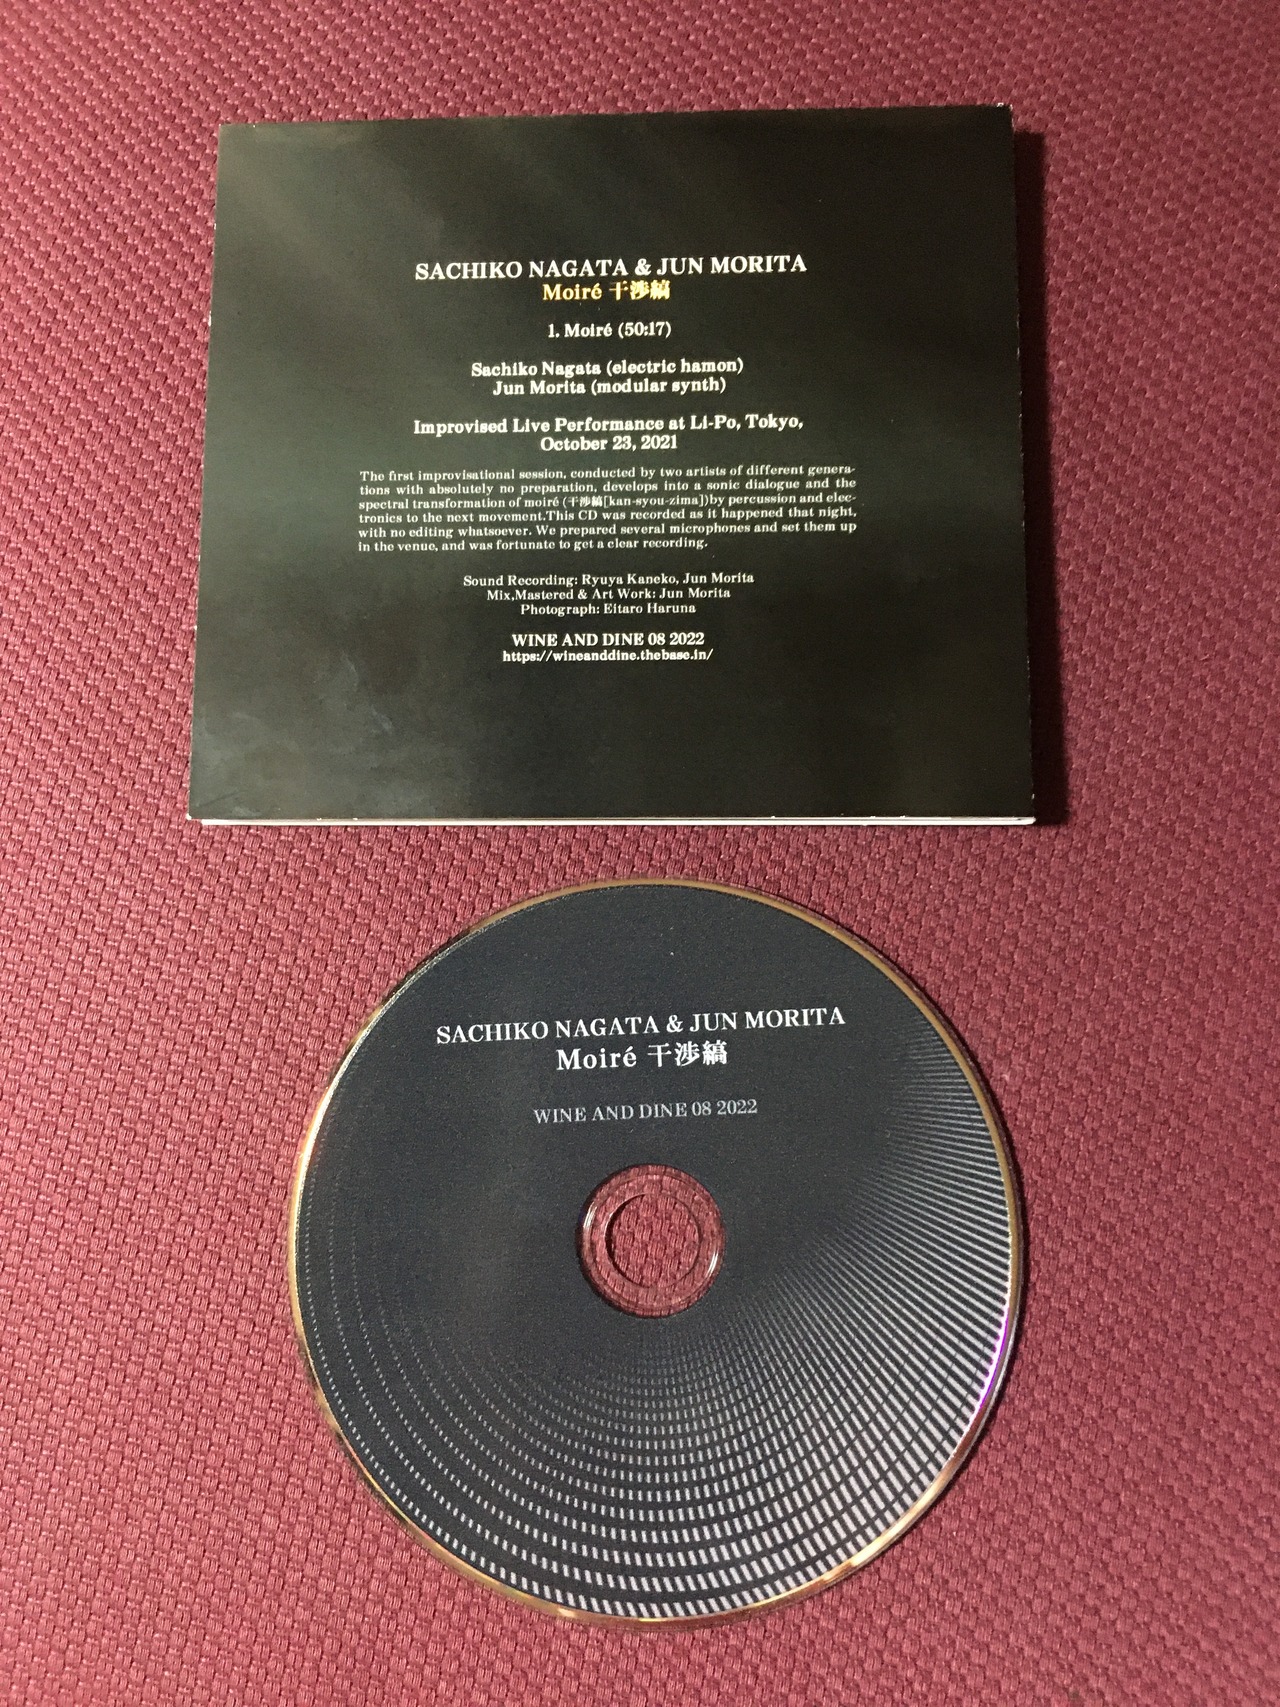 SACHIKO NAGATA & JUN MORITA
Moiré 干渉縞
1. Moiré (50:17)
Sachiko Nagata (electric hamon)
Jun Morita (modular synth)
Improvised Live Performance at Li-Po, Tokyo,
October 23, 2021
The first improvisational session, conducted by two artists of different genera-
tions with absolutely no preparation, develops into a sonic dialogue and the
spectral transformation of moiré (干渉縞[kan-syou-zima])by percussion and elec-
tronics to the next movement.This CD was recorded as it happened that night,
with no editing whatsoever. We prepared several microphones and set them up
in the venue, and was fortunate to get a clear recording.
Sound Recording: Ryuya Kaneko, Jun Morita
Mix,Mastered & Art Work: Jun Morita
Photograph: Eitaro Haruna
WINE AND DINE 08 2022
https://wineanddine.thebase.in/
SACHIKO NAGATA & JUN MORITA
Moiré 干渉縞
WINE AND DINE 08 2022